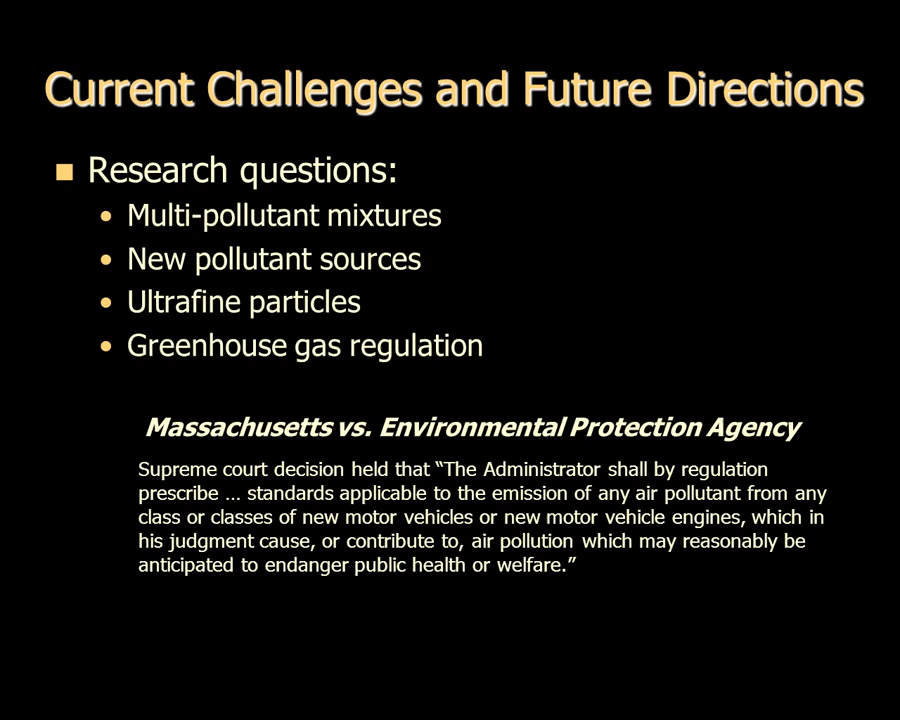 Current Challenges and Future Directions
Research questions:
Multi-pollutant mixtures
New pollutant sources
Ultrafine particles
Greenhouse gas regulation
Massachusetts vs. Environmental Protection Agency
Supreme court decision held that “The Administrator shall by regulation
prescribe … standards applicable to the emission of any air pollutant from any
class or classes of new motor vehicles or new motor vehicle engines, which in
his judgment cause, or contribute to, air pollution which may reasonably be
anticipated to endanger public health or welfare.”